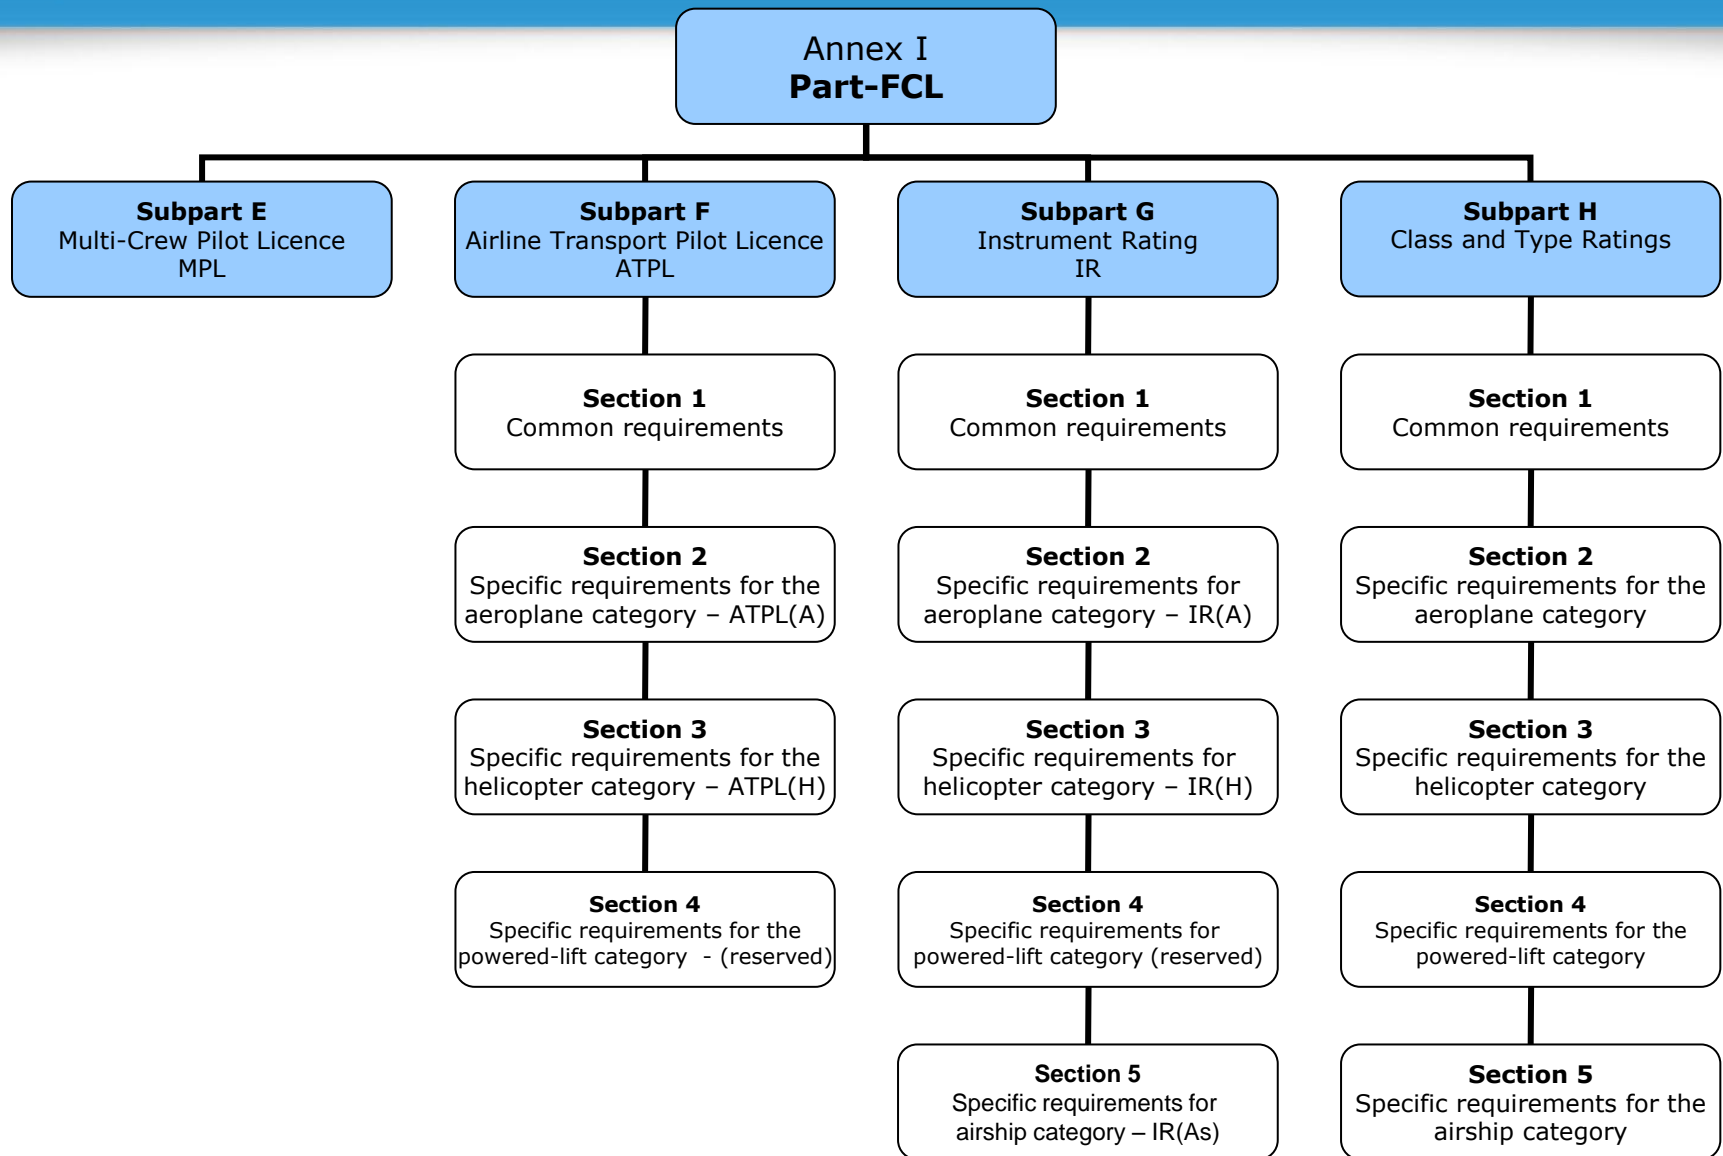 Annex I
Part-FCL
Subpart E
Multi-Crew Pilot Licence
MPL
Subpart F
Airline Transport Pilot Licence
ATPL
Subpart G
Instrument Rating
IR
Subpart H
Class and Type Ratings
Section 1
Common requirements
Section 1
Common requirements
Section 1
Common requirements
Section 2
Specific requirements for the
aeroplane category – ATPL(A)
Section 2
Specific requirements for
aeroplane category – IR(A)
Section 2
Specific requirements for the
aeroplane category
Section 3
Specific requirements for the
helicopter category – ATPL(H)
Section 3
Specific requirements for
helicopter category – IR(H)
Section 3
Specific requirements for the
helicopter category
Section 4
Specific requirements for the
powered-lift category - (reserved)
Section 4
Specific requirements for
powered-lift category (reserved)
Section 4
Specific requirements for the
powered-lift category
Section 5
Specific requirements for
airship category – IR(As)
Section 5
Specific requirements for the
airship category